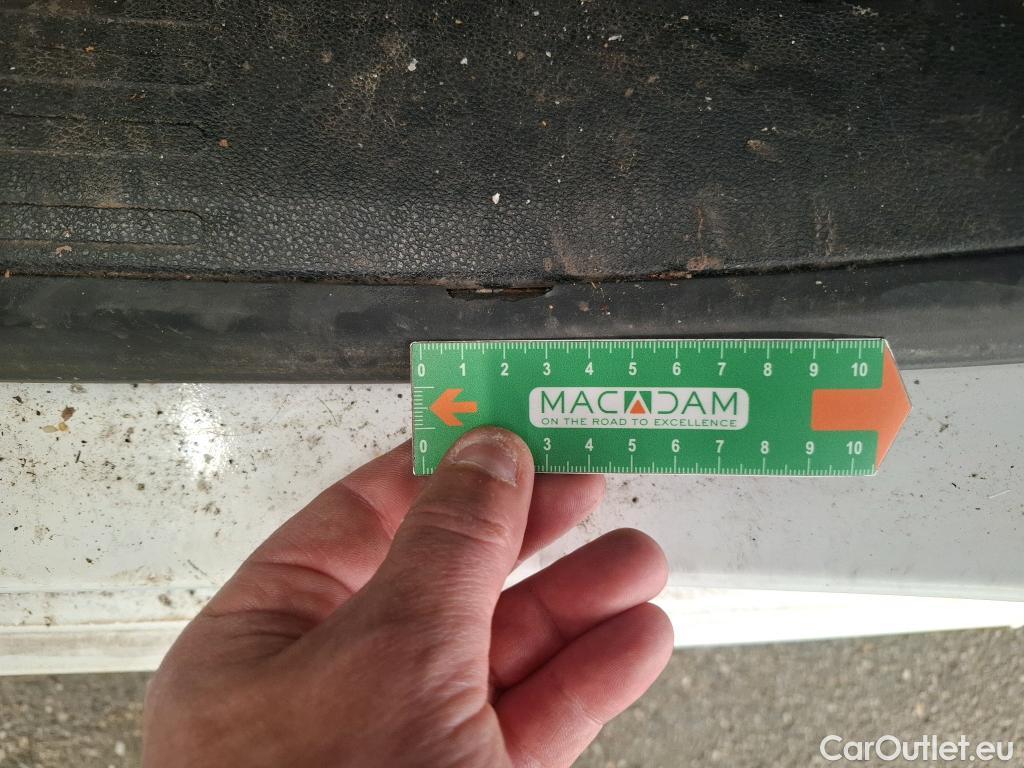 0 1 2 3 4 5 6 7 8 9 10
MACADAM
ON THE ROAD TO EXCELLENCE
0 3 4 5 6 7 8 9 10
CarOutlet.eu